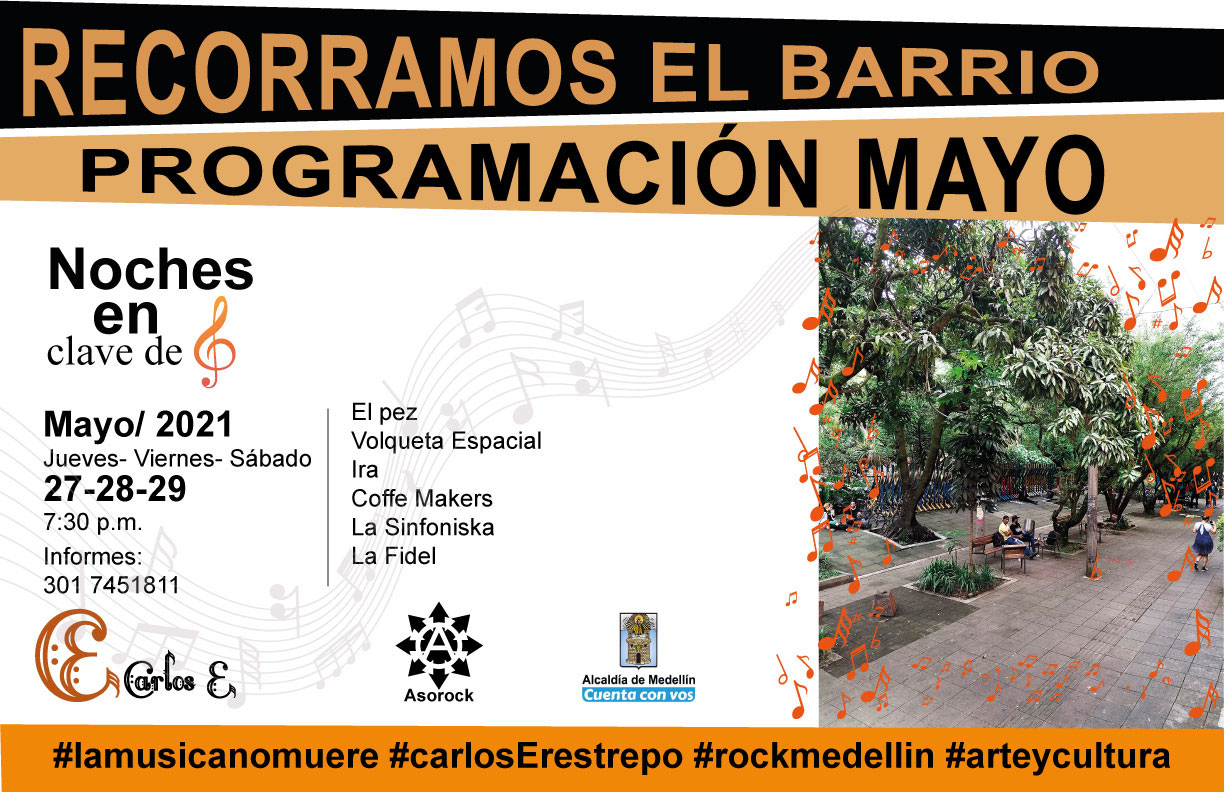 RECORRAMOS EL BARRIO
PROGRAMACIÓN MAYO
Noches
en
clave de
Mayo/ 2021
Jueves- Viernes- Sábado
27-28-29
7:30 p.m.
Informes:
301 7451811
El pez
Volqueta Espacial
Ira
Coffe Makers
La Sinfoniska
La Fidel
Carlos E
A
Asorock
Alcaldía de Medellín
Cuenta con vos
#lamusicanomuere #carlosErestrepo #rockmedellin #arteycultura